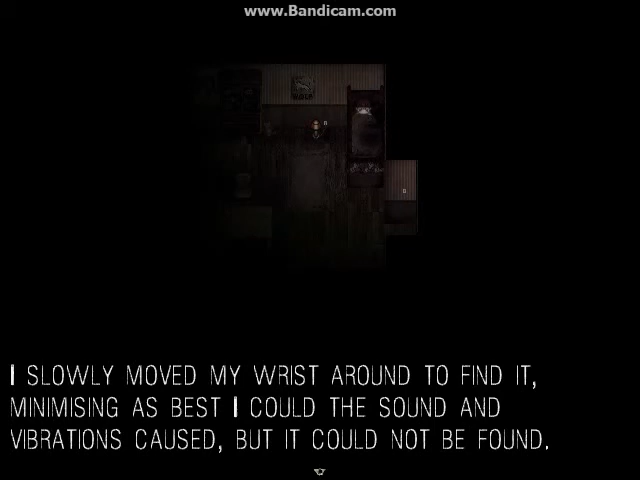 www.Bandicam.com
I SLOWLY MOVED MY WRIST AROUND TO FIND IT,
MINIMISING AS BEST I COULD THE SOUND AND
VIBRATIONS CAUSED, BUT IT COULD NOT BE FOUND.